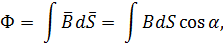 Φ = ∫ B̄dS̄ = ∫ BdS cos α,